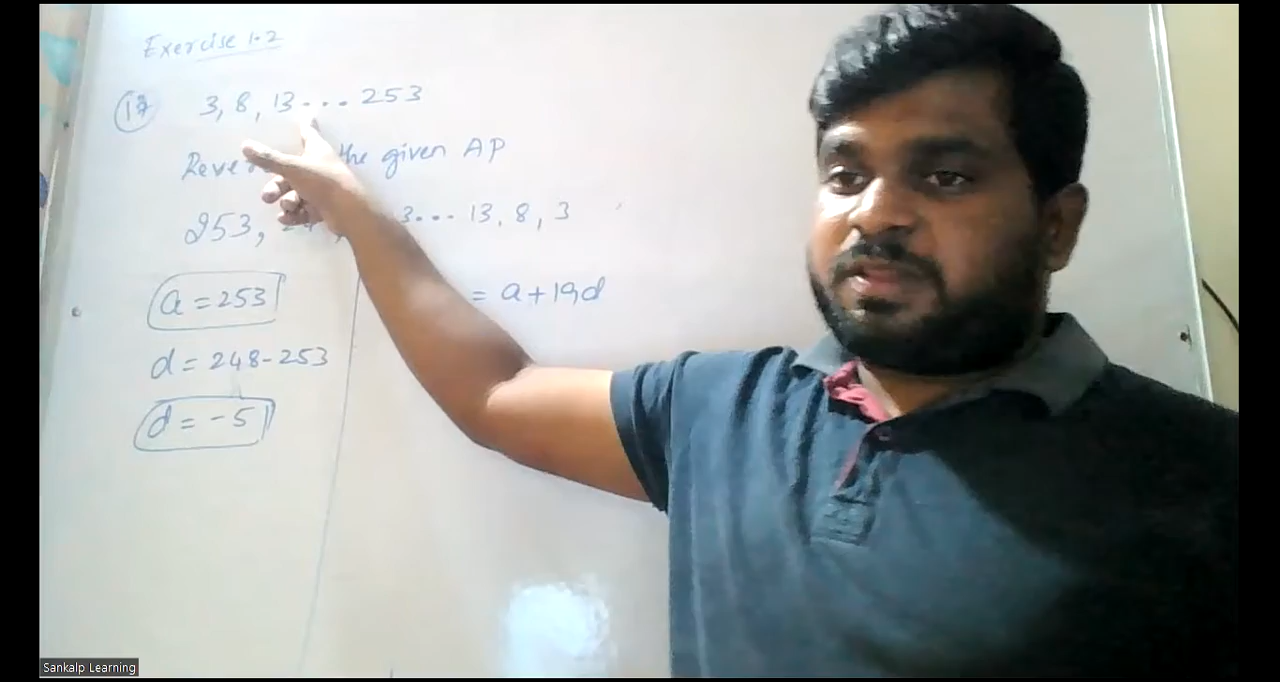 Exercise 1.2
17 3, 8, 13 ... 253
the given AP
253, ... 13, 8, 3
a = 253
= a + 19d
d = 248 - 253
d = -5
Sankalp Learning